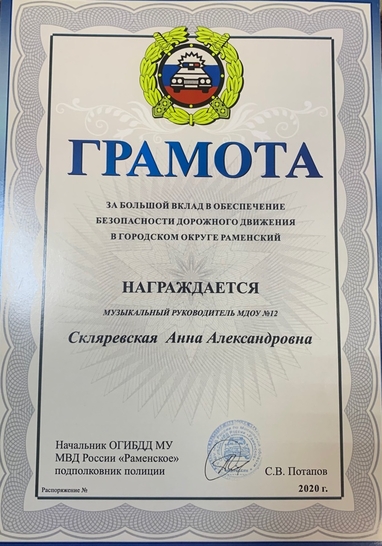 ГРАМОТА
ЗА БОЛЬШОЙ ВКЛАД В ОБЕСПЕЧЕНИЕ
БЕЗОПАСНОСТИ ДОРОЖНОГО ДВИЖЕНИЯ
В ГОРОДСКОМ ОКРУГЕ РАМЕНСКИЙ
НАГРАЖДАЕТСЯ
МУЗЫКАЛЬНЫЙ РУКОВОДИТЕЛЬ МДОУ №12
Скляревская Анна Александровна
Начальник ОГИБДД МУ
МВД России «Раменское»
подполковник полиции
С.В. Потапов
Распоряжение №
2020 г.